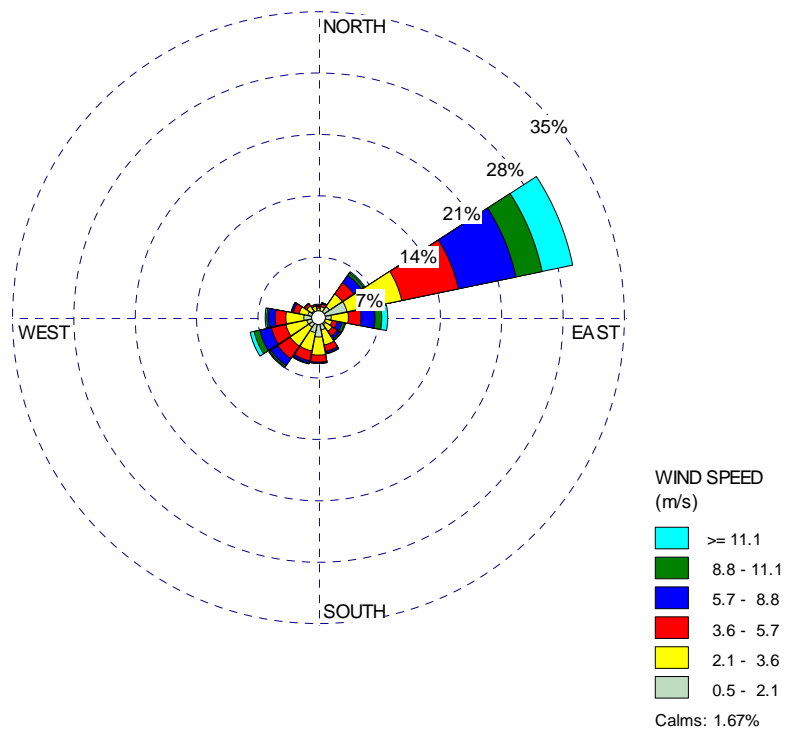 NORTH
35%
28%
21%
14%
7%
WEST
EAST
SOUTH
WIND SPEED
(m/s)
>= 11.1
8.8 - 11.1
5.7 - 8.8
3.6 - 5.7
2.1 - 3.6
0.5 - 2.1
Calms: 1.67%